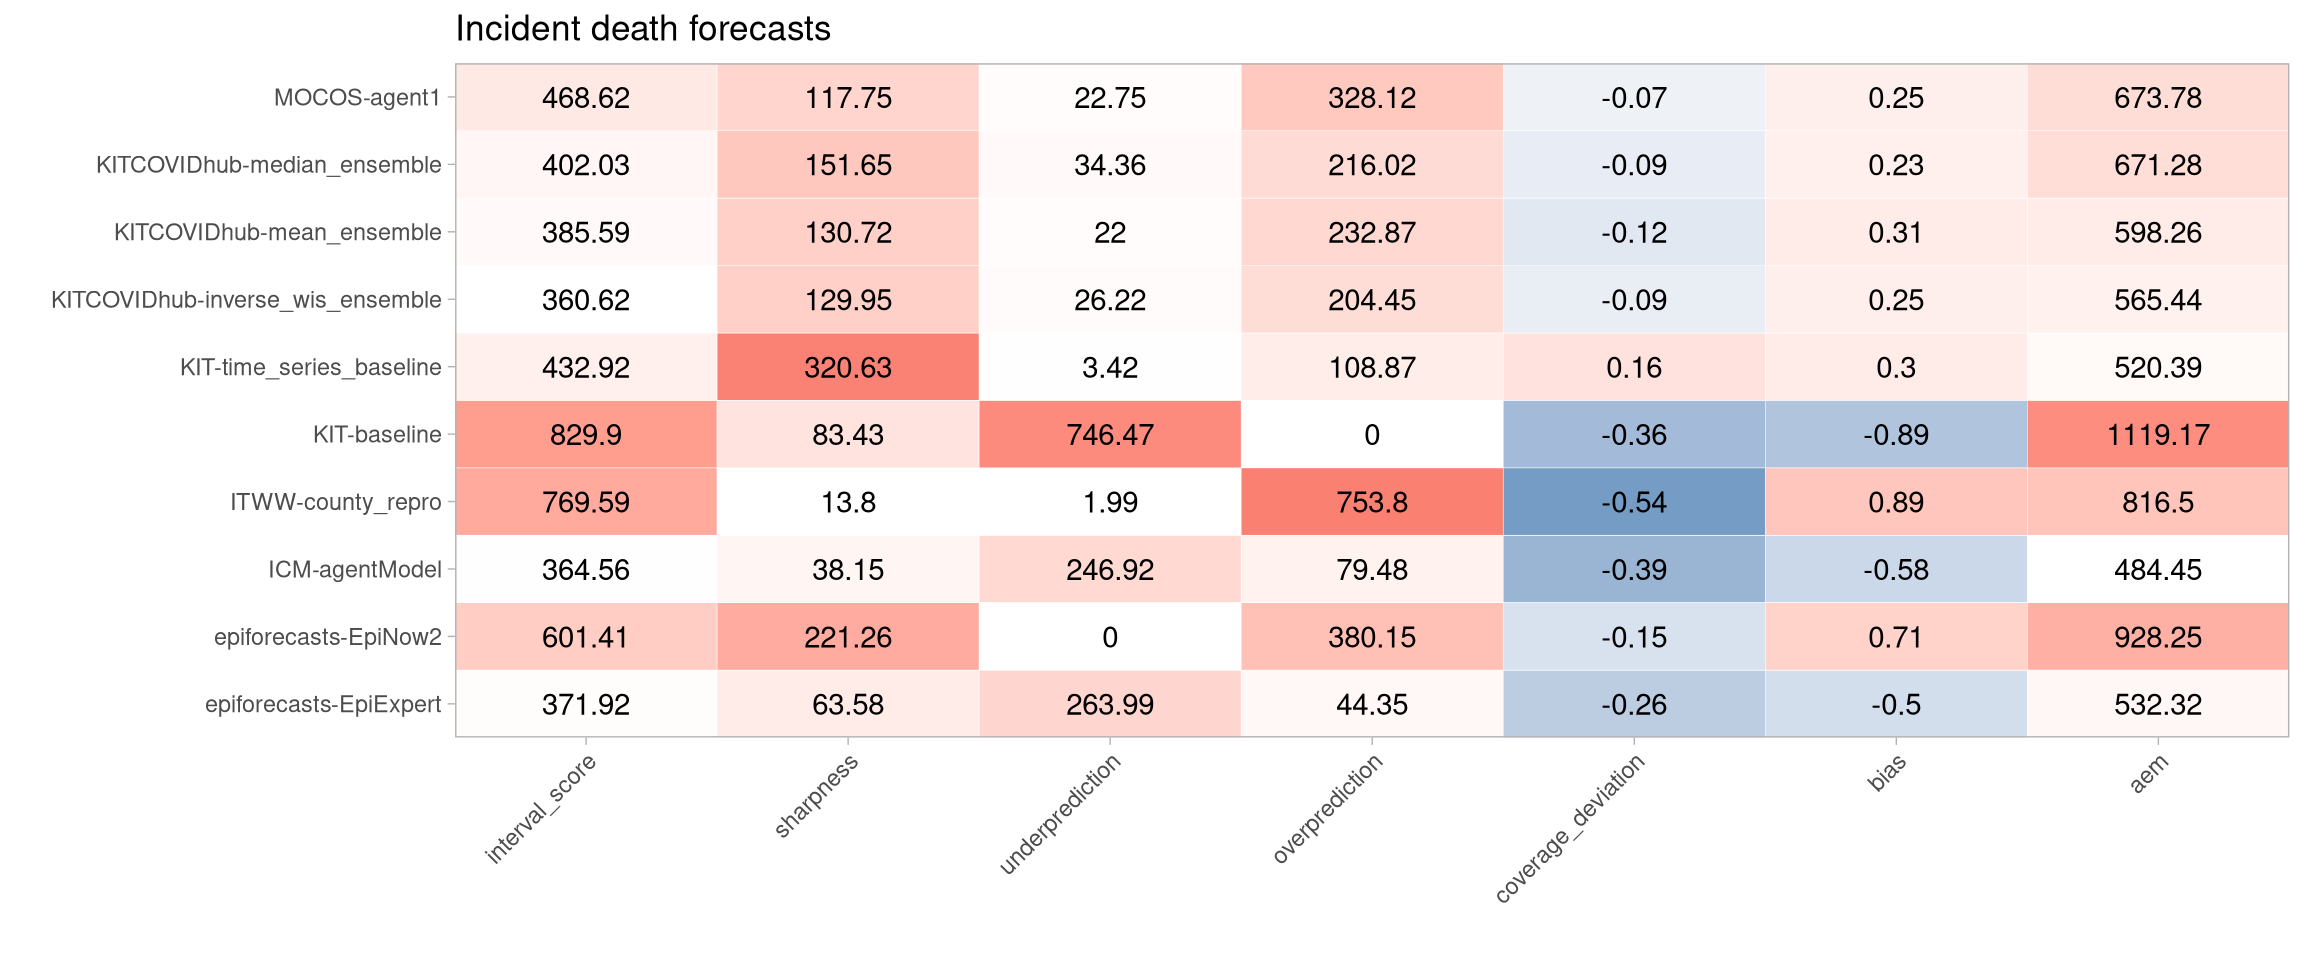 Incident death forecasts
MOCOS-agent1 468.62 117.75 22.75 328.12 -0.07 0.25 673.78
KITCOVIDhub-median_ensemble 402.03 151.65 34.36 216.02 -0.09 0.23 671.28
KITCOVIDhub-mean_ensemble 385.59 130.72 22 232.87 -0.12 0.31 598.26
KITCOVIDhub-inverse_wis_ensemble 360.62 129.95 26.22 204.45 -0.09 0.25 565.44
KIT-time_series_baseline 432.92 320.63 3.42 108.87 0.16 0.3 520.39
KIT-baseline 829.9 83.43 746.47 0 -0.36 -0.89 1119.17
ITWW-county_repro 769.59 13.8 1.99 753.8 -0.54 0.89 816.5
ICM-agentModel 364.56 38.15 246.92 79.48 -0.39 -0.58 484.45
epiforecasts-EpiNow2 601.41 221.26 0 380.15 -0.15 0.71 928.25
epiforecasts-EpiExpert 371.92 63.58 263.99 44.35 -0.26 -0.5 532.32
interval_score sharpness underprediction overprediction coverage_deviation bias aem